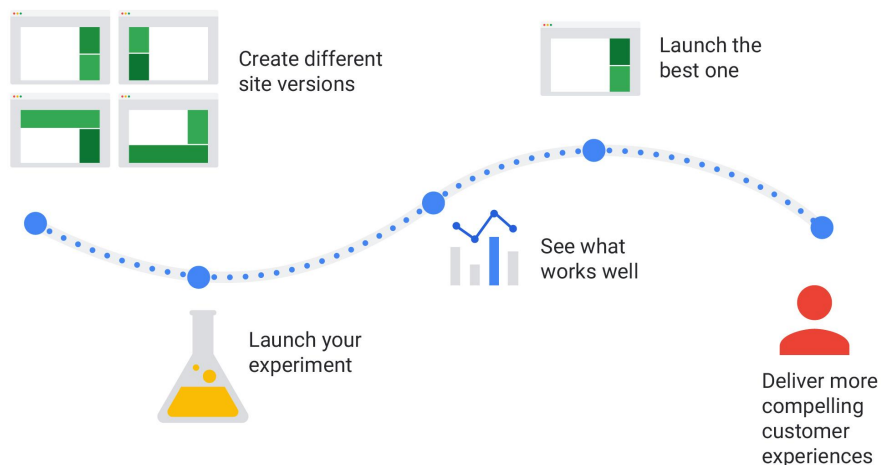 Create different
site versions
Launch your
experiment
See what
works well
Launch the
best one
Deliver more
compelling
customer
experiences